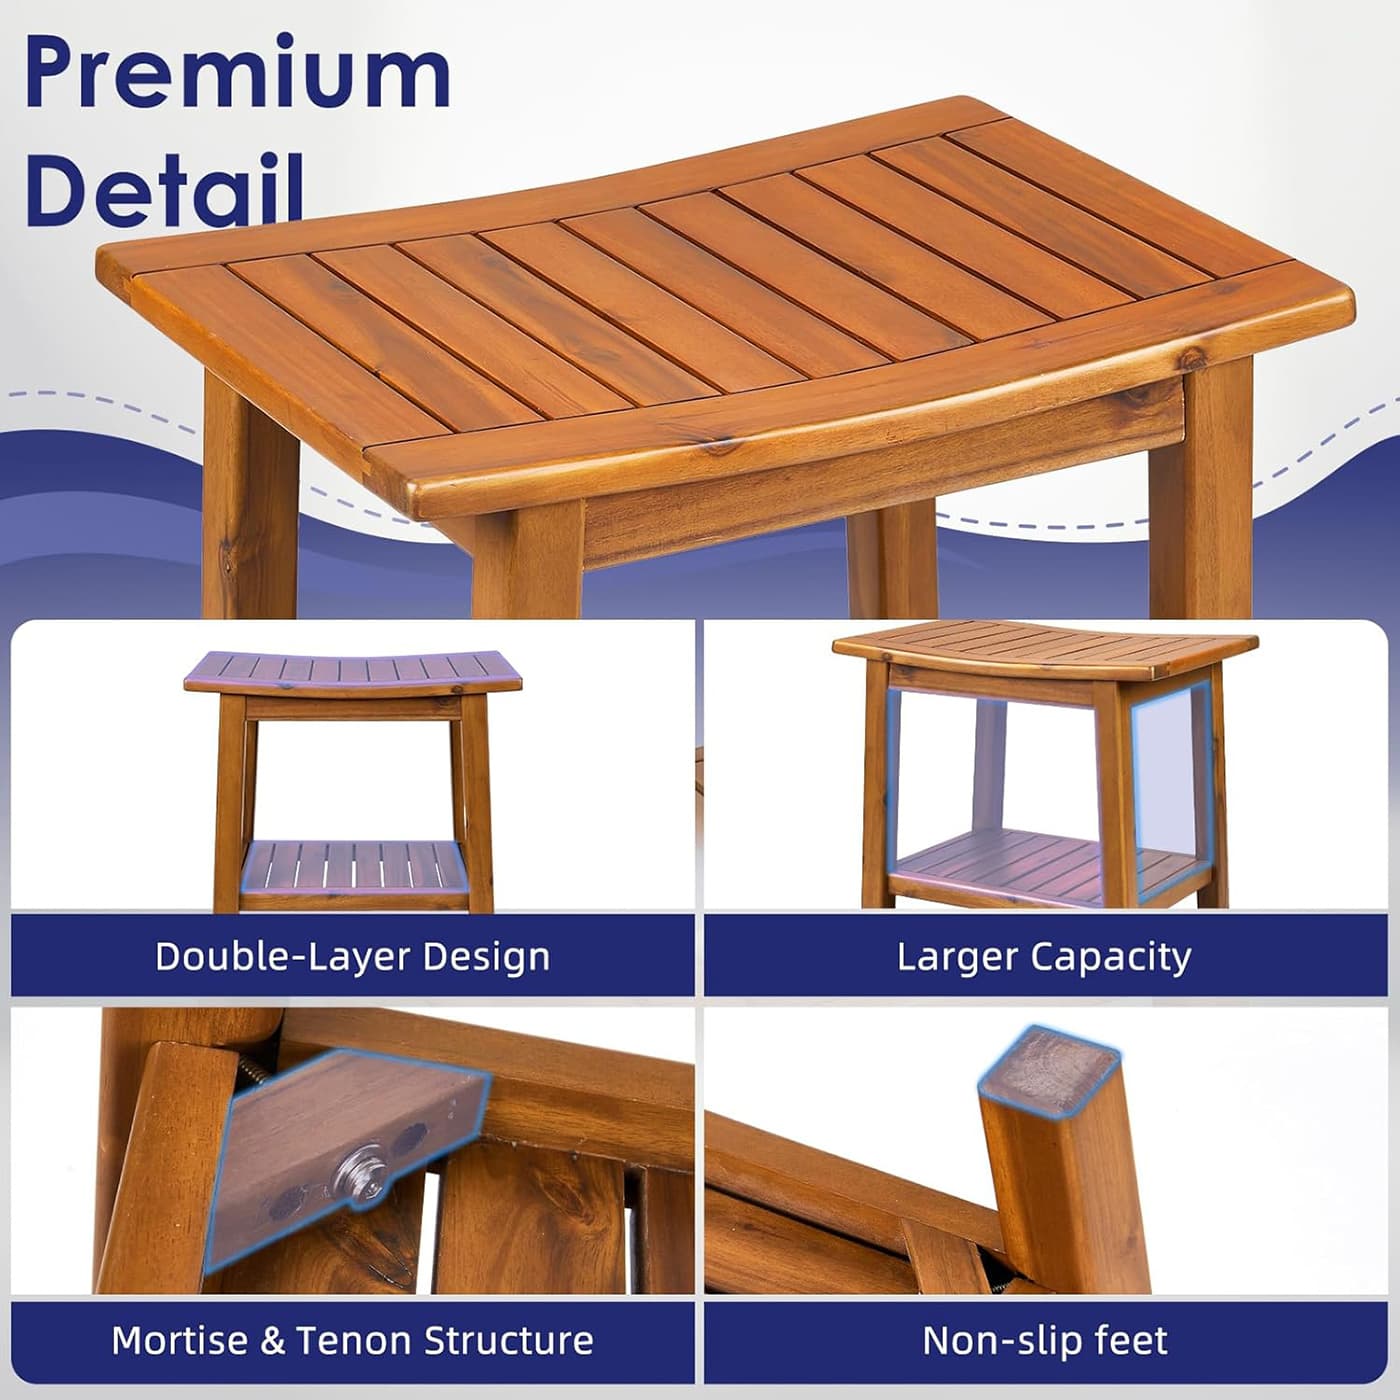 Premium
Detail
Double-Layer Design
Larger Capacity
Mortise & Tenon Structure
Non-slip feet